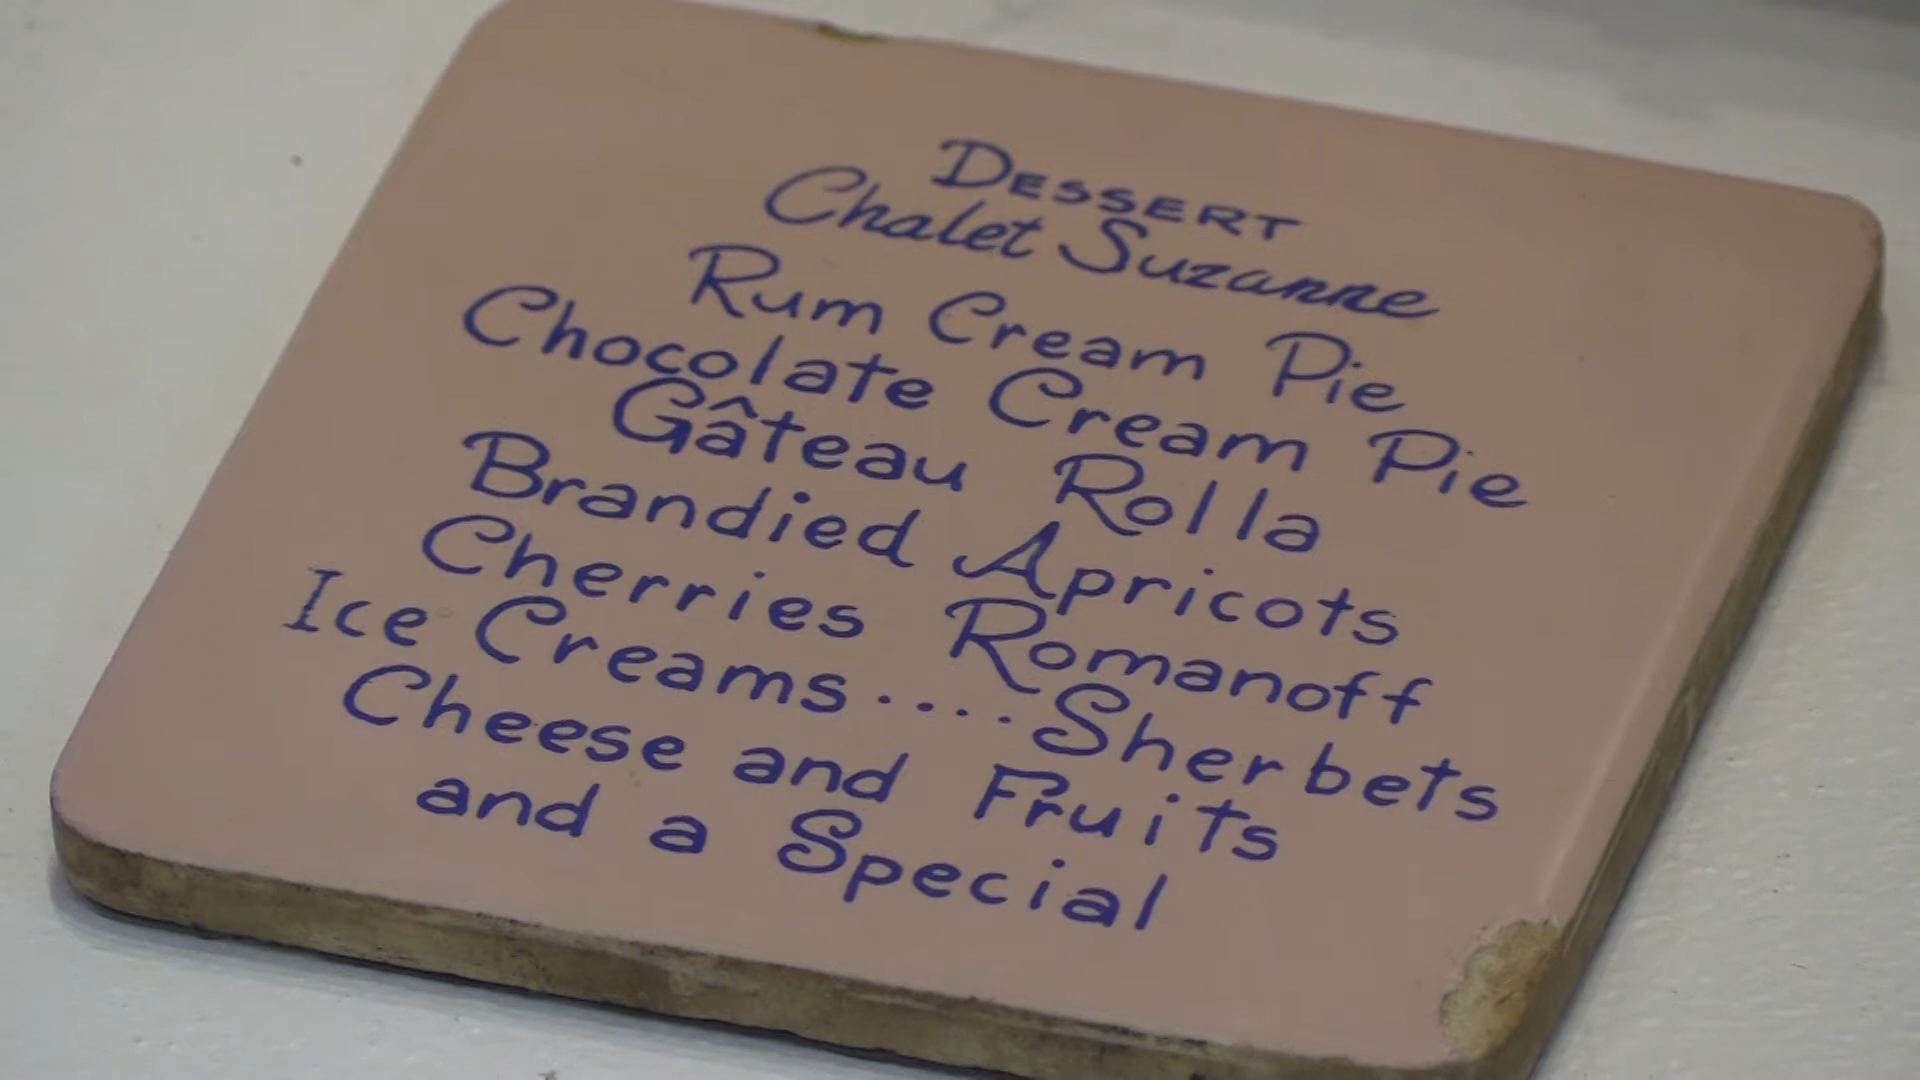 DESSERT
Chalet Suzanne
Rum Cream Pie
Chocolate Cream Pie
Gâteau Rolla
Brandied Apricots
Cherries Romanoff
Ice Creams.....Sherbets
Cheese and Fruits
and a Special